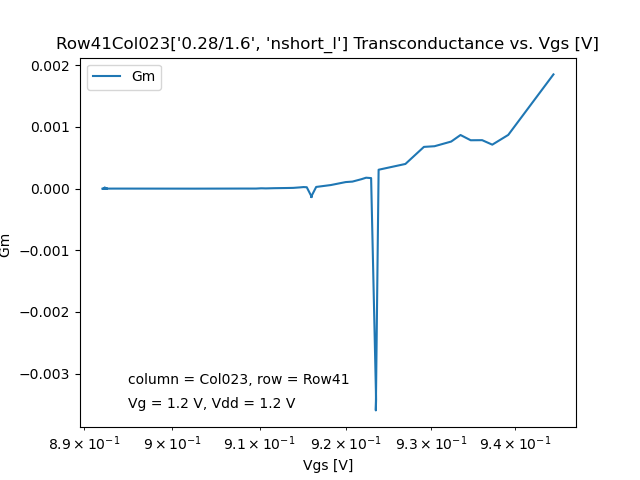 Row41Col023['0.28/1.6', 'nshort_l'] Transconductance vs. Vgs [V]
Gm
0.002
0.001
0.000
−0.001
−0.002
−0.003
Gm
column = Col023, row = Row41
Vg = 1.2 V, Vdd = 1.2 V
8.9 × 10⁻¹ 9 × 10⁻¹ 9.1 × 10⁻¹ 9.2 × 10⁻¹ 9.3 × 10⁻¹ 9.4 × 10⁻¹
Vgs [V]